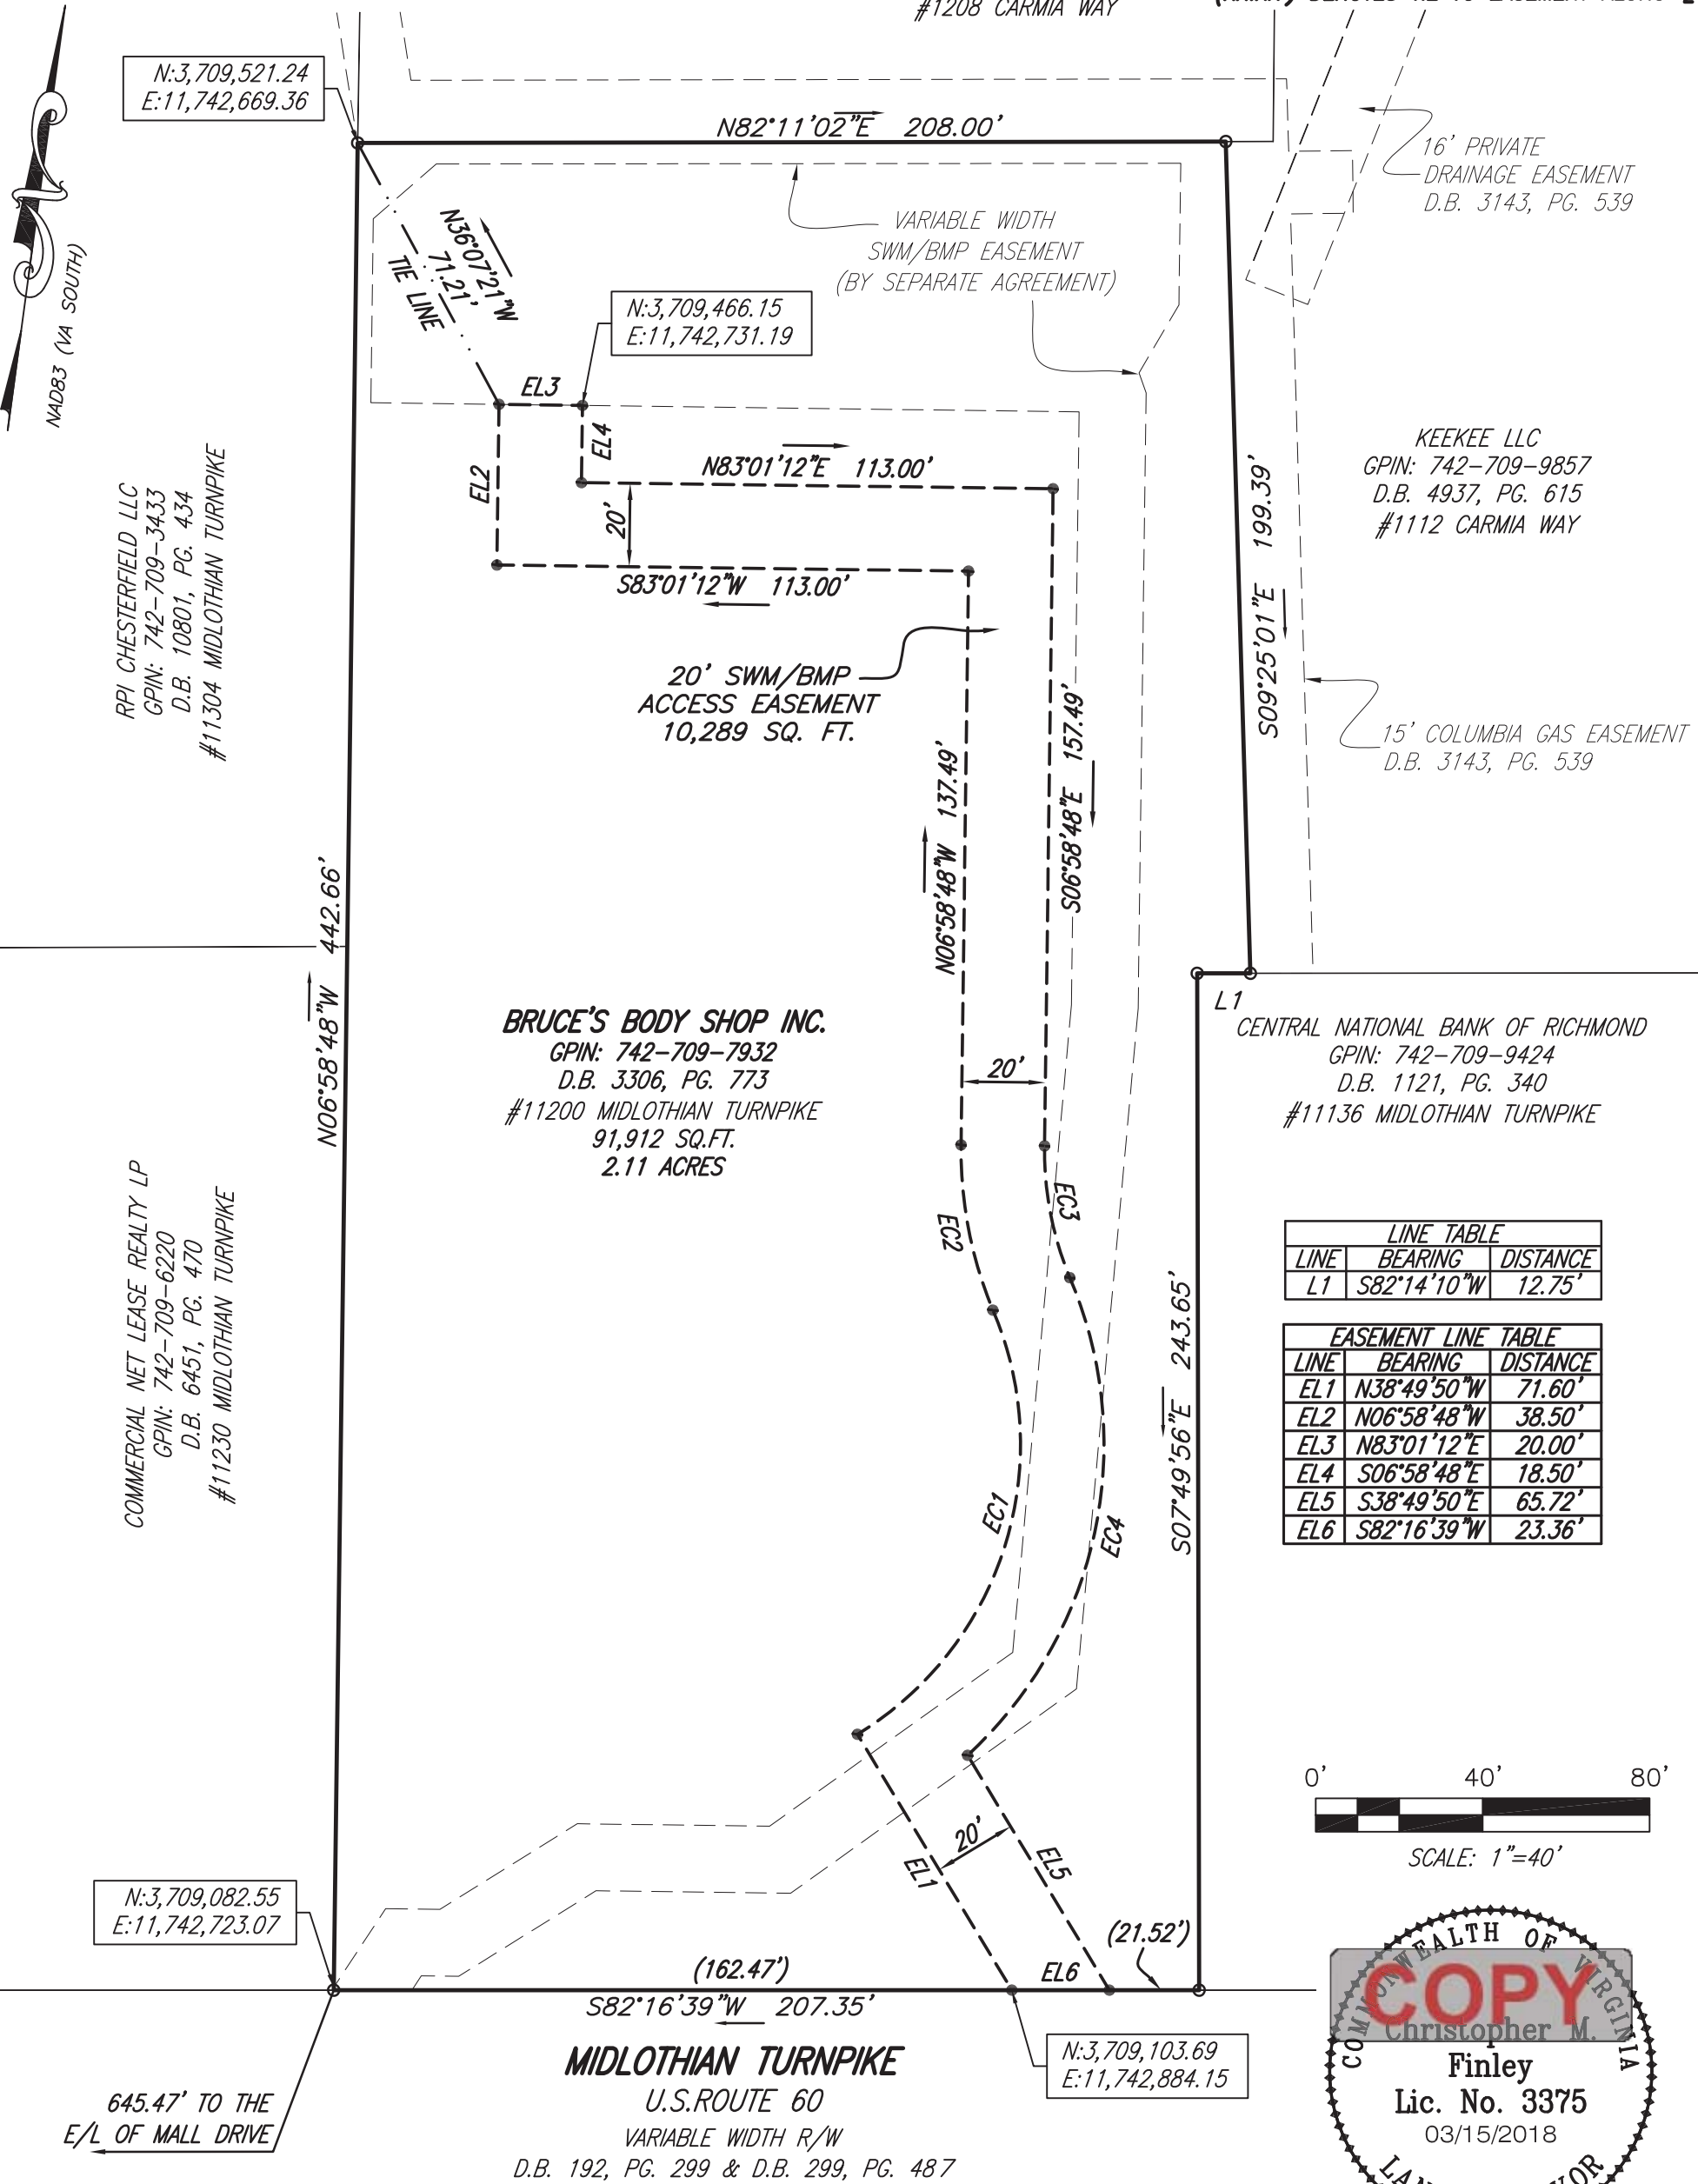 #1208 CARMIA WAY
N:3,709,521.24
E:11,742,669.36
N82°11'02"E 208.00'
16' PRIVATE
DRAINAGE EASEMENT
D.B. 3143, PG. 539
NAD83 (VA SOUTH)
N36°07'21"W
71.21'
TIE LINE
VARIABLE WIDTH
SWM/BMP EASEMENT
(BY SEPARATE AGREEMENT)
N:3,709,466.15
E:11,742,731.19
EL3
EL4
EL2
N83°01'12"E 113.00'
20'
S83°01'12"W 113.00'
KEEKEE LLC
GPIN: 742-709-9857
D.B. 4937, PG. 615
#1112 CARMIA WAY
S09°25'01"E 199.39'
RPI CHESTERFIELD LLC
GPIN: 742-709-3433
D.B. 10801, PG. 434
#11304 MIDLOTHIAN TURNPIKE
20' SWM/BMP
ACCESS EASEMENT
10,289 SQ. FT.
15' COLUMBIA GAS EASEMENT
D.B. 3143, PG. 539
N06°58'48"W 137.49'
S06°58'48"E 157.49'
N06°58'48"W 442.66'
L1
BRUCE'S BODY SHOP INC.
GPIN: 742-709-7932
D.B. 3306, PG. 773
#11200 MIDLOTHIAN TURNPIKE
91,912 SQ.FT.
2.11 ACRES
20'
CENTRAL NATIONAL BANK OF RICHMOND
GPIN: 742-709-9424
D.B. 1121, PG. 340
#11136 MIDLOTHIAN TURNPIKE
COMMERCIAL NET LEASE REALTY LP
GPIN: 742-709-6220
D.B. 6451, PG. 470
#11230 MIDLOTHIAN TURNPIKE
EC2
EC3
EC1
EC4
S07°49'56"E 243.65'
LINE TABLE
LINE BEARING DISTANCE
L1 S82°14'10"W 12.75'
EASEMENT LINE TABLE
LINE BEARING DISTANCE
EL1 N38°49'50"W 71.60'
EL2 N06°58'48"W 38.50'
EL3 N83°01'12"E 20.00'
EL4 S06°58'48"E 18.50'
EL5 S38°49'50"E 65.72'
EL6 S82°16'39"W 23.36'
0' 40' 80'
SCALE: 1"=40'
EL1
20'
EL5
N:3,709,082.55
E:11,742,723.07
(162.47')
EL6
(21.52')
S82°16'39"W 207.35'
N:3,709,103.69
E:11,742,884.15
MIDLOTHIAN TURNPIKE
U.S.ROUTE 60
VARIABLE WIDTH R/W
D.B. 192, PG. 299 & D.B. 299, PG. 487
645.47' TO THE
E/L OF MALL DRIVE
COMMONWEALTH OF VIRGINIA
COPY
Christopher M.
Finley
Lic. No. 3375
03/15/2018